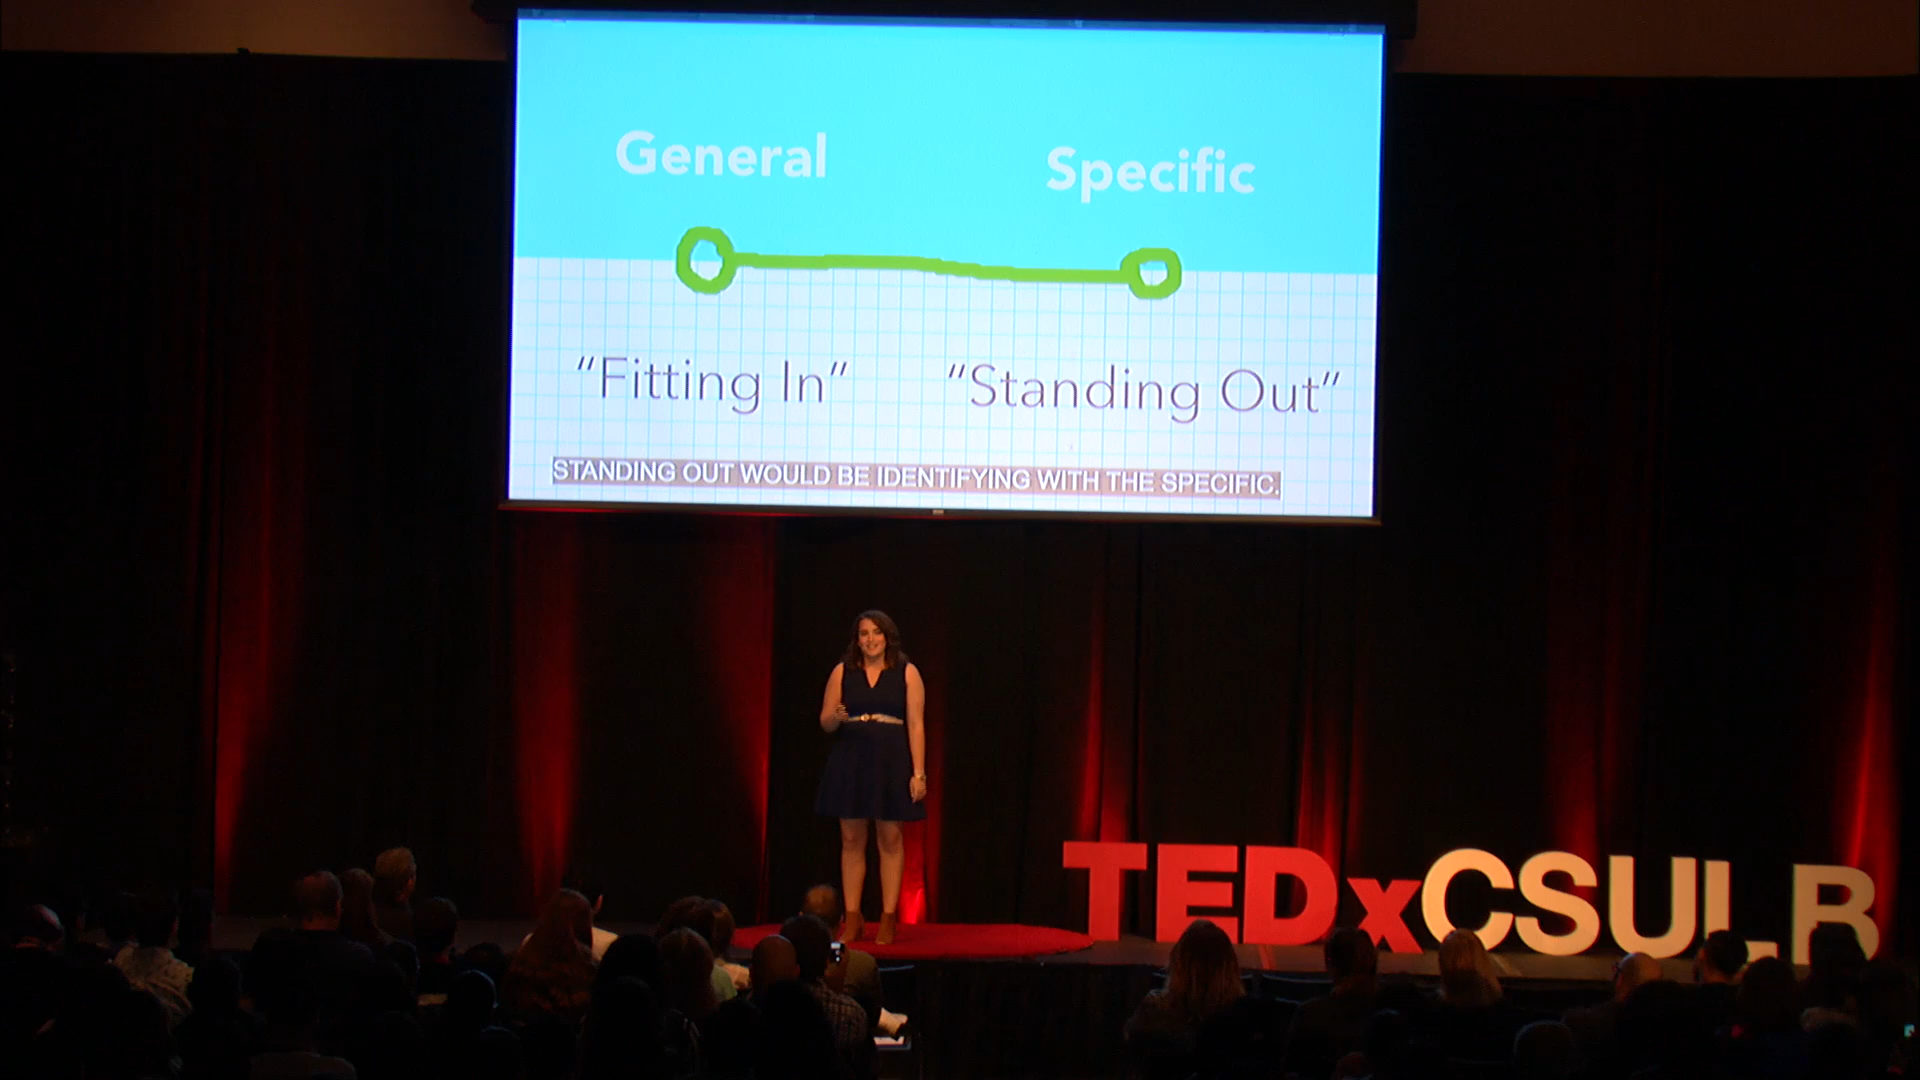 General Specific
“Fitting In” “Standing Out”
STANDING OUT WOULD BE IDENTIFYING WITH THE SPECIFIC.
TEDxCSULB